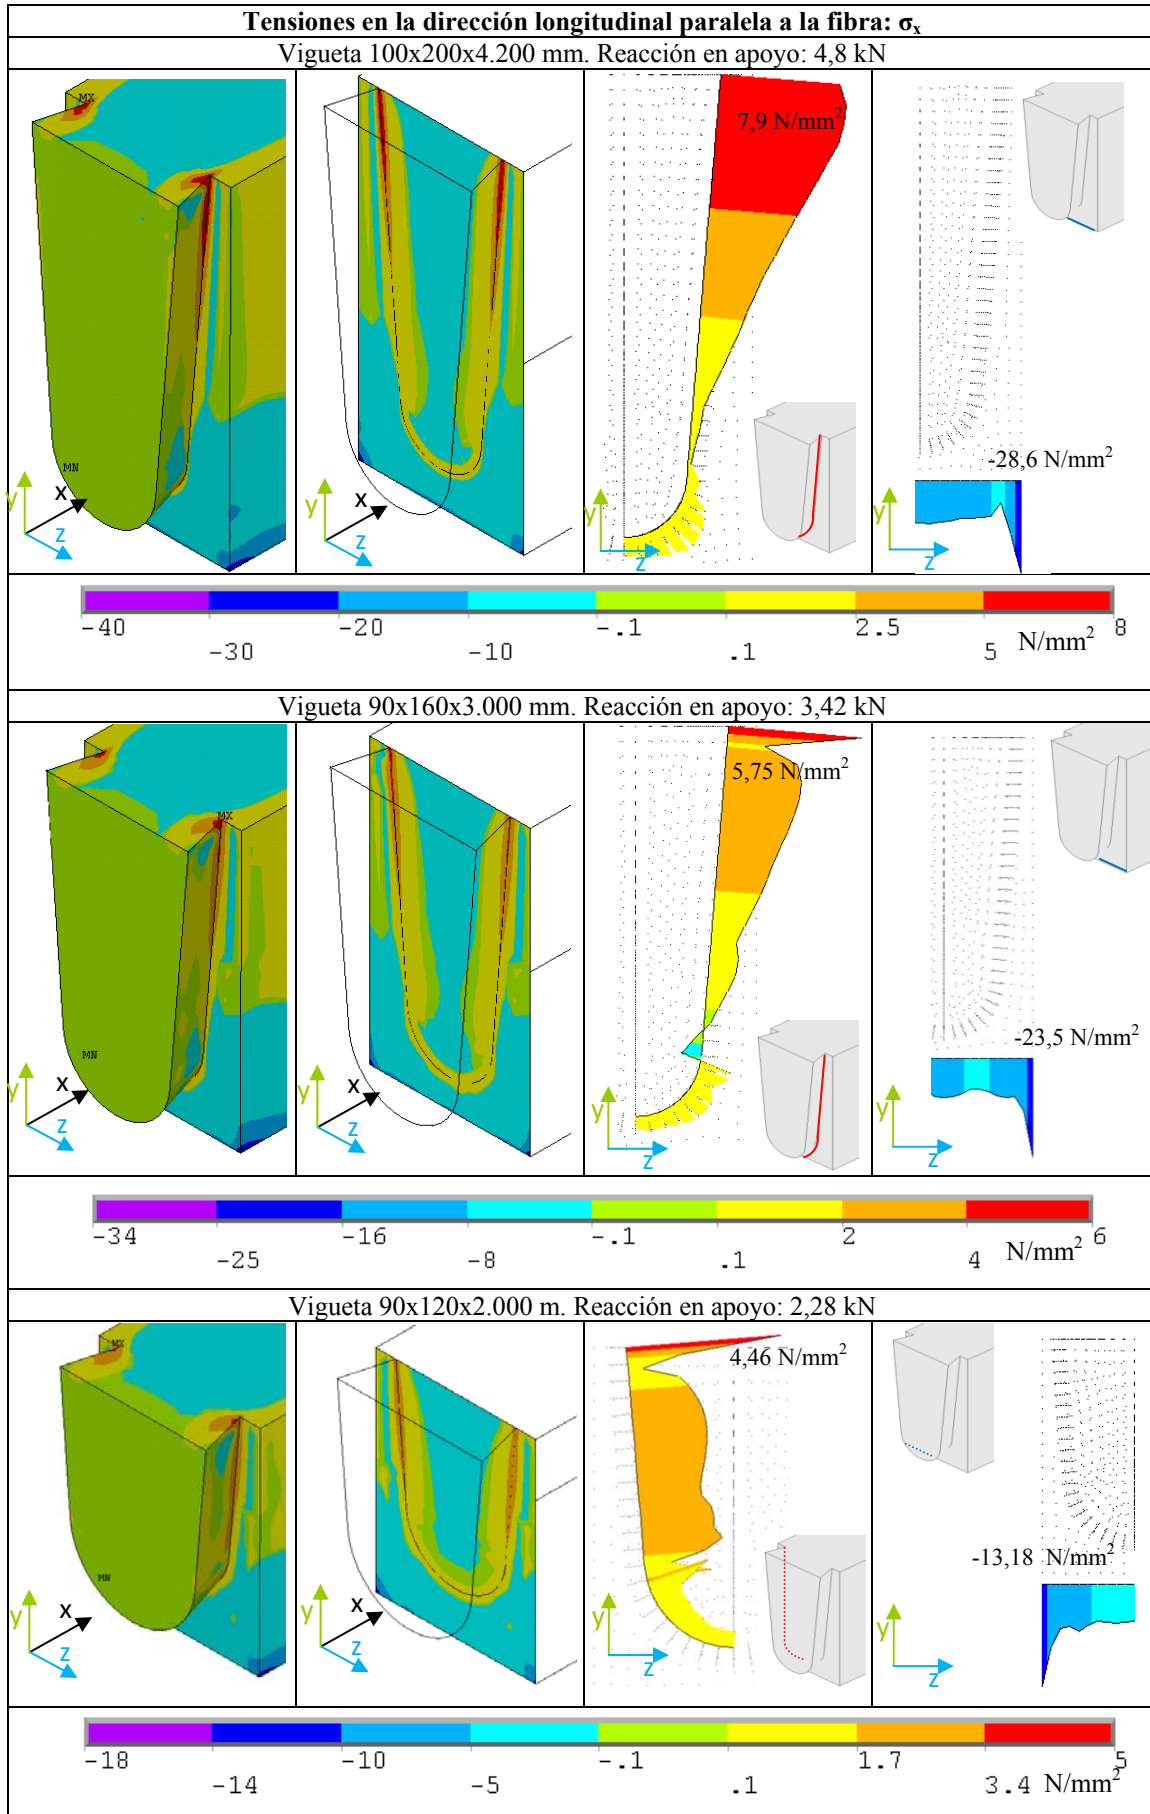 Tensiones en la dirección longitudinal paralela a la fibra: σx
Vigueta 100x200x4.200 mm. Reacción en apoyo: 4,8 kN
MX
MN
y
x
z
y
x
z
7,9 N/mm²
y
z
-28,6 N/mm²
y
z
-40 -30 -20 -10 -.1 .1 2.5 5 N/mm² 8
Vigueta 90x160x3.000 mm. Reacción en apoyo: 3,42 kN
MX
MN
y
x
z
y
x
z
5,75 N/mm²
y
z
-23,5 N/mm²
y
z
-34 -25 -16 -8 -.1 .1 2 4 N/mm² 6
Vigueta 90x120x2.000 m. Reacción en apoyo: 2,28 kN
MX
MN
y
x
z
y
x
z
4,46 N/mm²
y
z
-13,18 N/mm²
y
z
-18 -14 -10 -5 -.1 .1 1.7 3.4 N/mm² 5